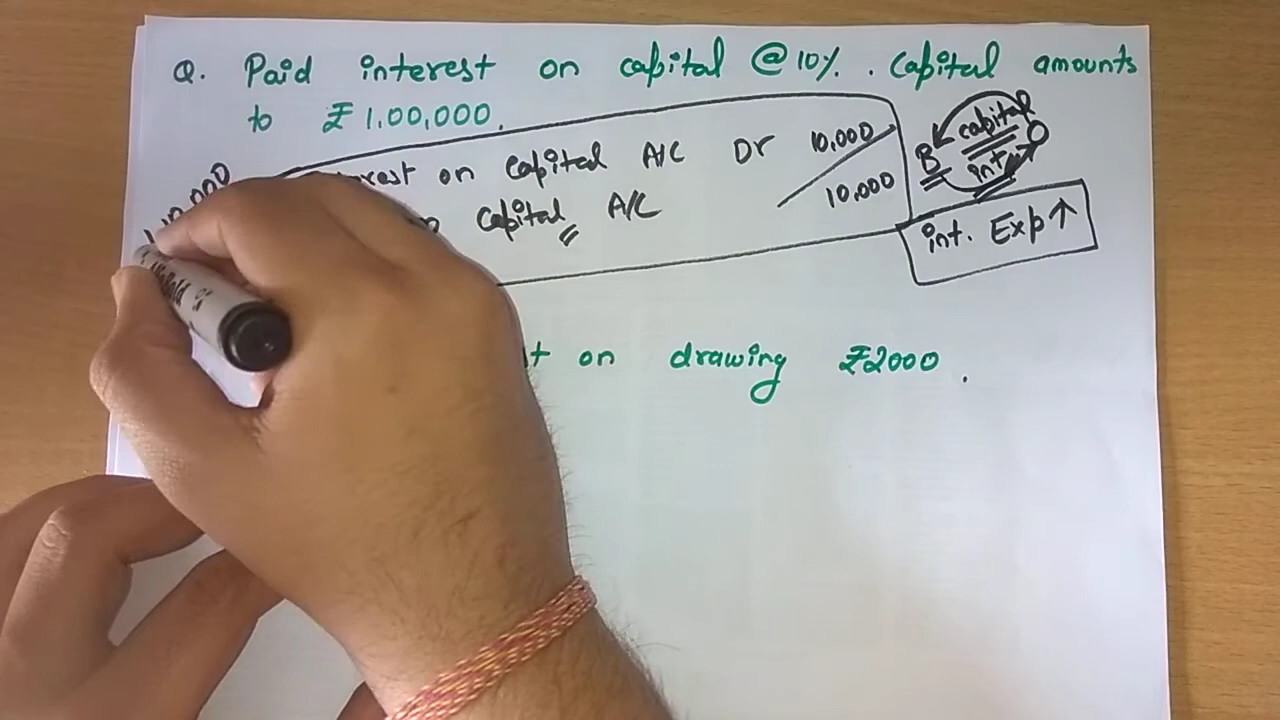 Q. Paid interest on capital @ 10%. Capital amounts
to ₹ 1,00,000.
on capital A/C Dr 10,000
capital A/C 10,000
B capital O
int.
int. Exp ↑
on drawing ₹2000.